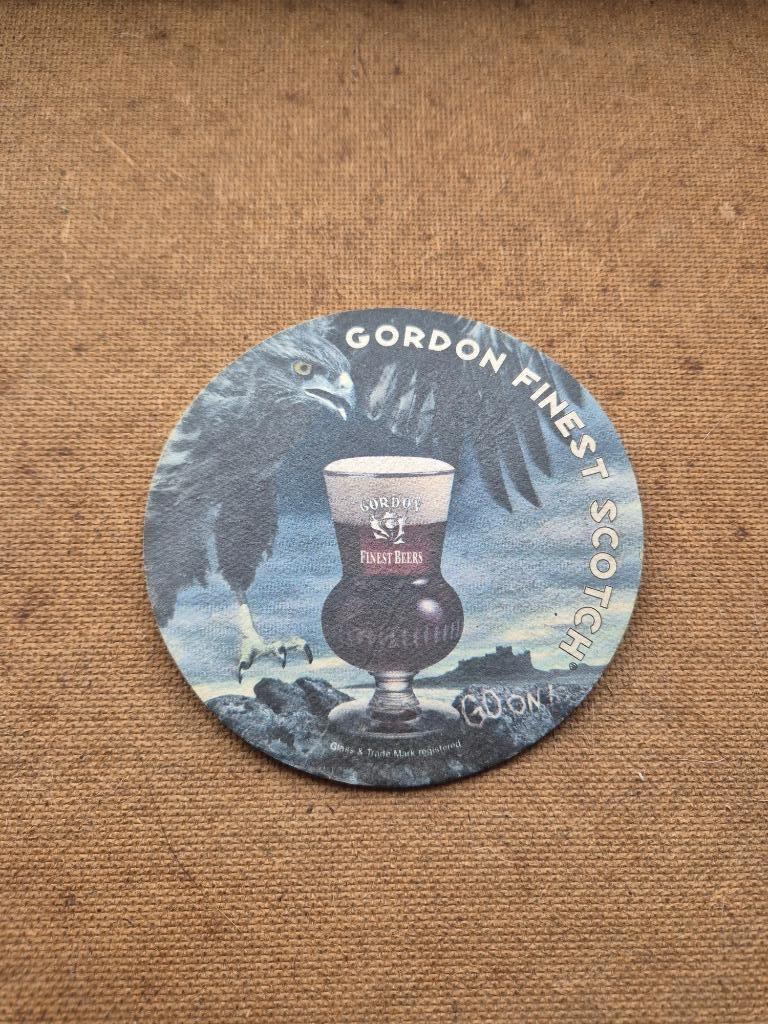 GORDON FINEST SCOTCH®
GORDON
FINEST BEERS
GO ON!
Glass & Trade Mark registered